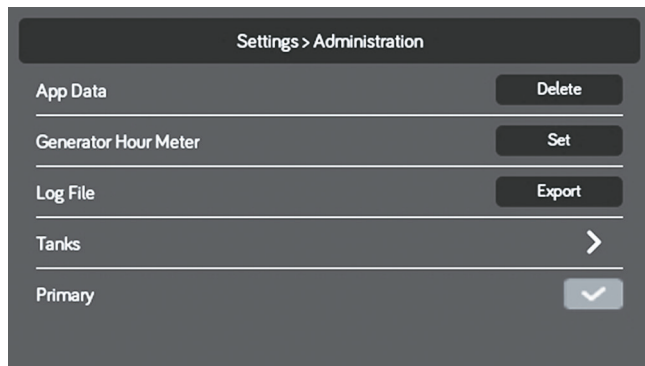 Settings > Administration
App Data Delete
Generator Hour Meter Set
Log File Export
Tanks
Primary